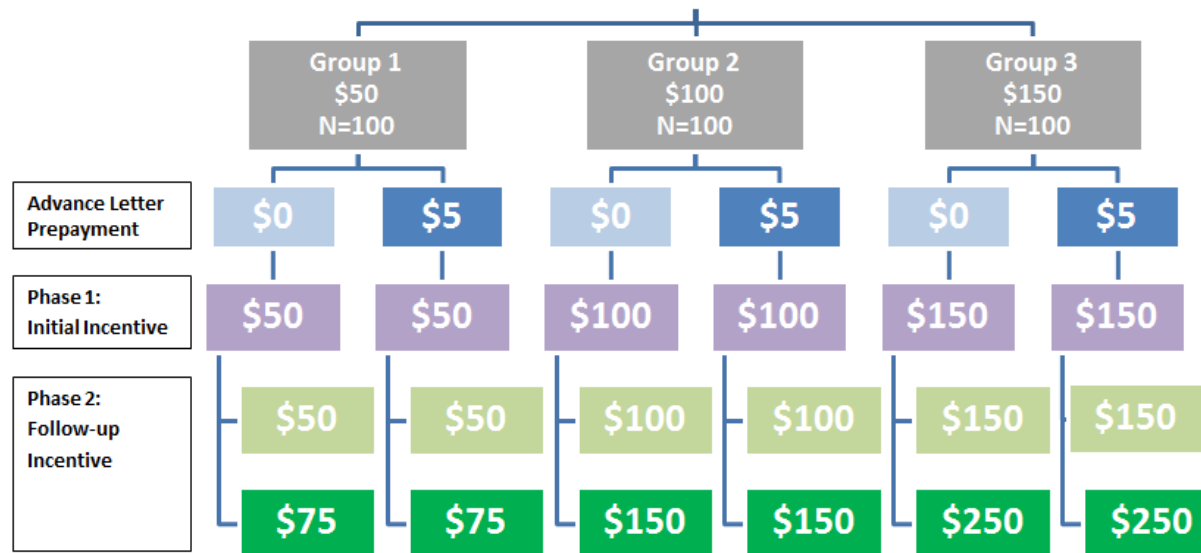 Group 1
$50
N=100
Group 2
$100
N=100
Group 3
$150
N=100
Advance Letter
Prepayment
$0
$5
$0
$5
$0
$5
Phase 1:
Initial Incentive
$50
$50
$100
$100
$150
$150
Phase 2:
Follow-up
Incentive
$50
$50
$100
$100
$150
$150
$75
$75
$150
$150
$250
$250